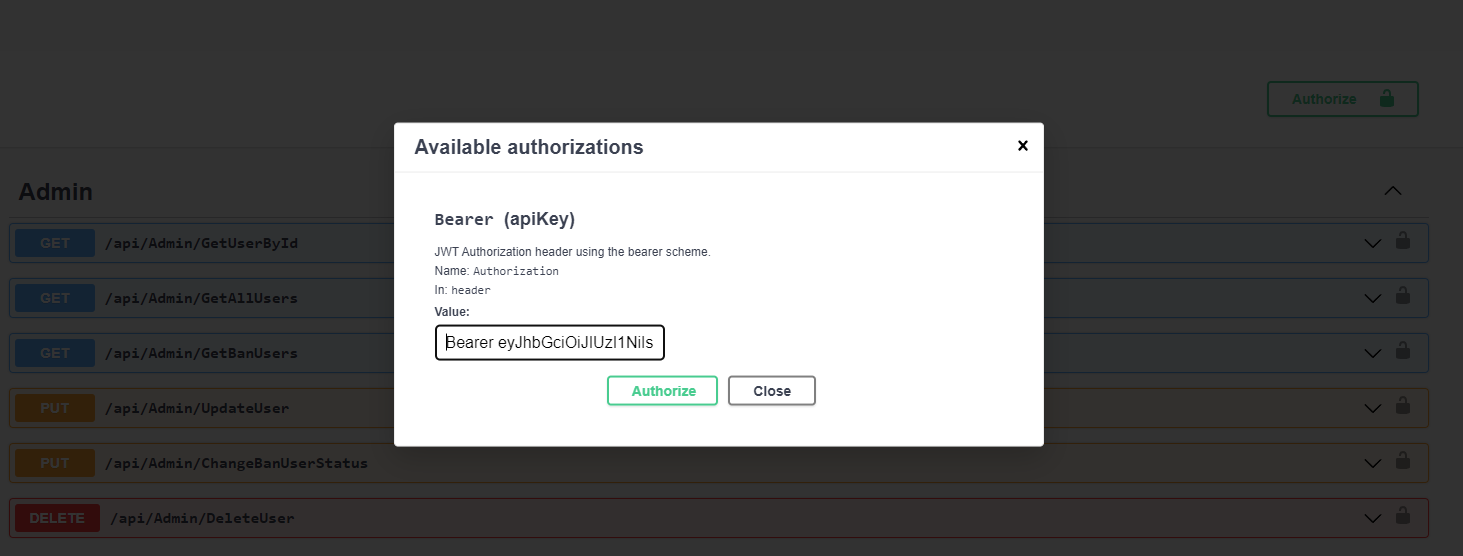 Authorize
Available authorizations
Admin
Bearer (apiKey)
GET /api/Admin/GetUserById
JWT Authorization header using the bearer scheme.
Name: Authorization
In: header
GET /api/Admin/GetAllUsers
Value:
Bearer eyJhbGciOiJIUzI1NiIs
GET /api/Admin/GetBanUsers
Authorize Close
PUT /api/Admin/UpdateUser
PUT /api/Admin/ChangeBanUserStatus
DELETE /api/Admin/DeleteUser